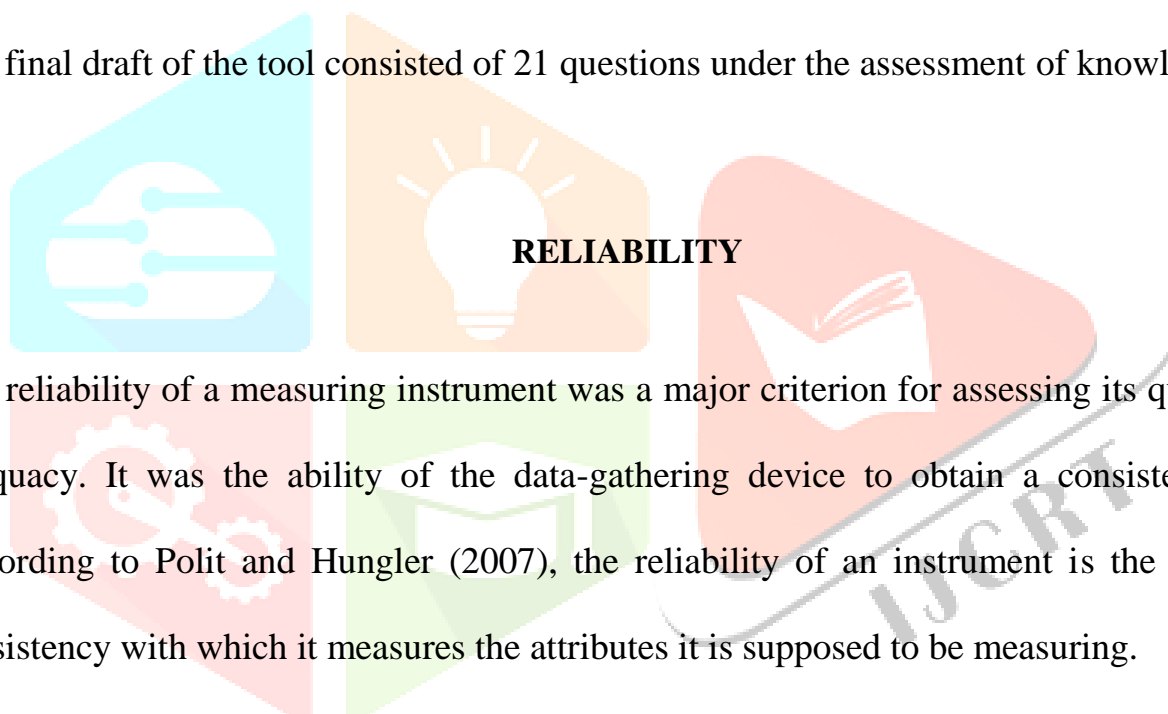 final draft of the tool consisted of 21 questions under the assessment of knowl
RELIABILITY
reliability of a measuring instrument was a major criterion for assessing its qu
quacy. It was the ability of the data-gathering device to obtain a consiste
ording to Polit and Hungler (2007), the reliability of an instrument is the
sistency with which it measures the attributes it is supposed to be measuring.
IJCRT